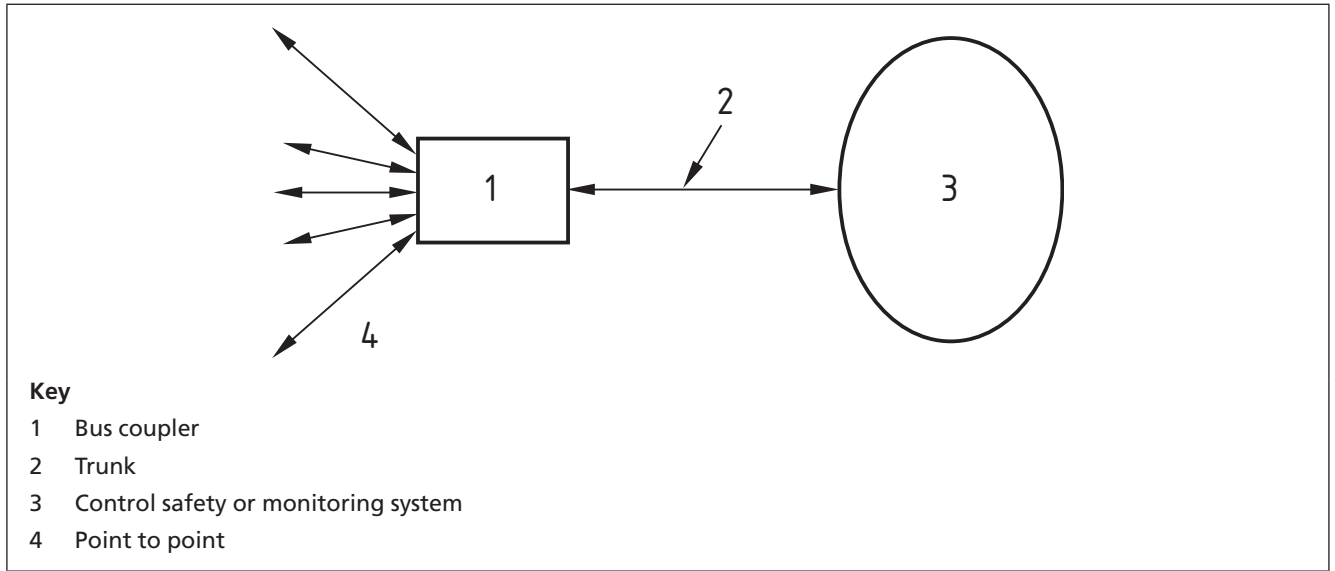 2
1
3
4
Key
1 Bus coupler
2 Trunk
3 Control safety or monitoring system
4 Point to point